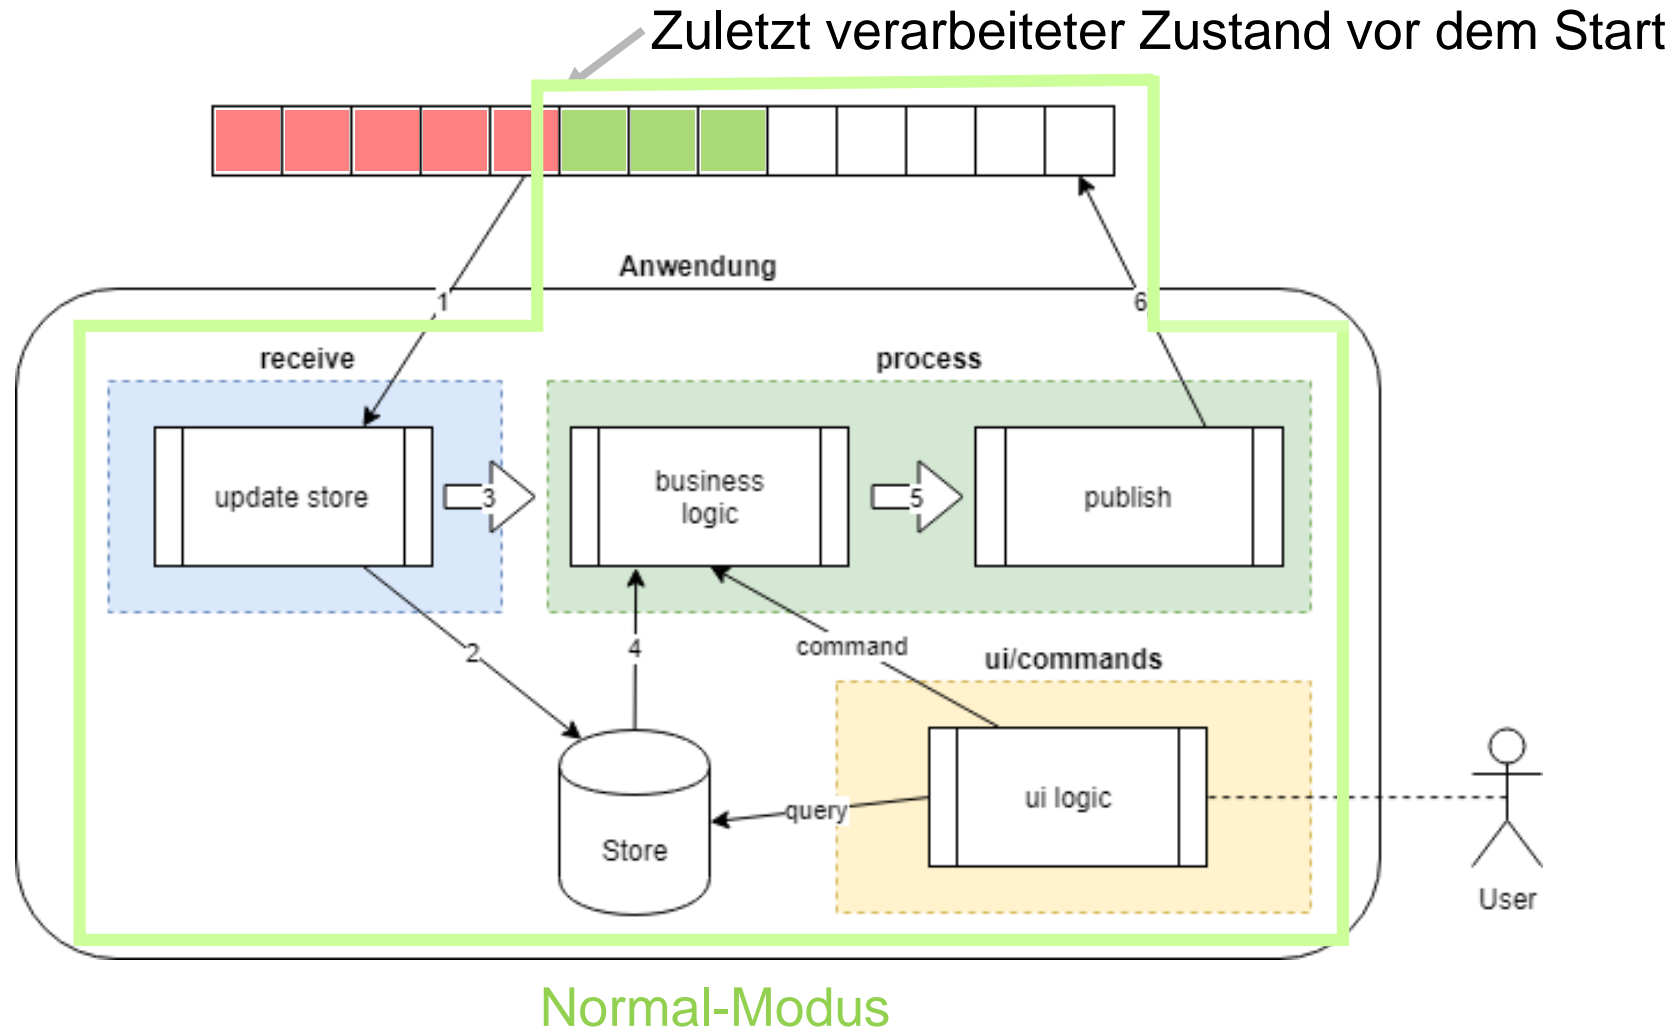 Zuletzt verarbeiteter Zustand vor dem Start
Anwendung
1
6
receive
process
update store
3
business
logic
5
publish
2
4
command
ui/commands
query
ui logic
Store
User
Normal-Modus